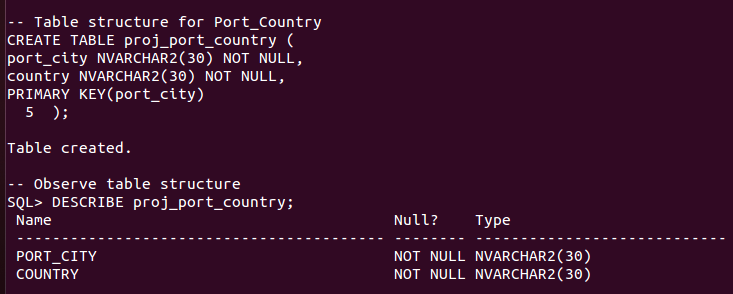 -- Table structure for Port_Country
CREATE TABLE proj_port_country (
port_city NVARCHAR2(30) NOT NULL,
country NVARCHAR2(30) NOT NULL,
PRIMARY KEY(port_city)
  5  );
Table created.
-- Observe table structure
SQL> DESCRIBE proj_port_country;
 Name                                      Null?    Type
 ----------------------------------------- -------- ----------------------------
 PORT_CITY                                 NOT NULL NVARCHAR2(30)
 COUNTRY                                   NOT NULL NVARCHAR2(30)